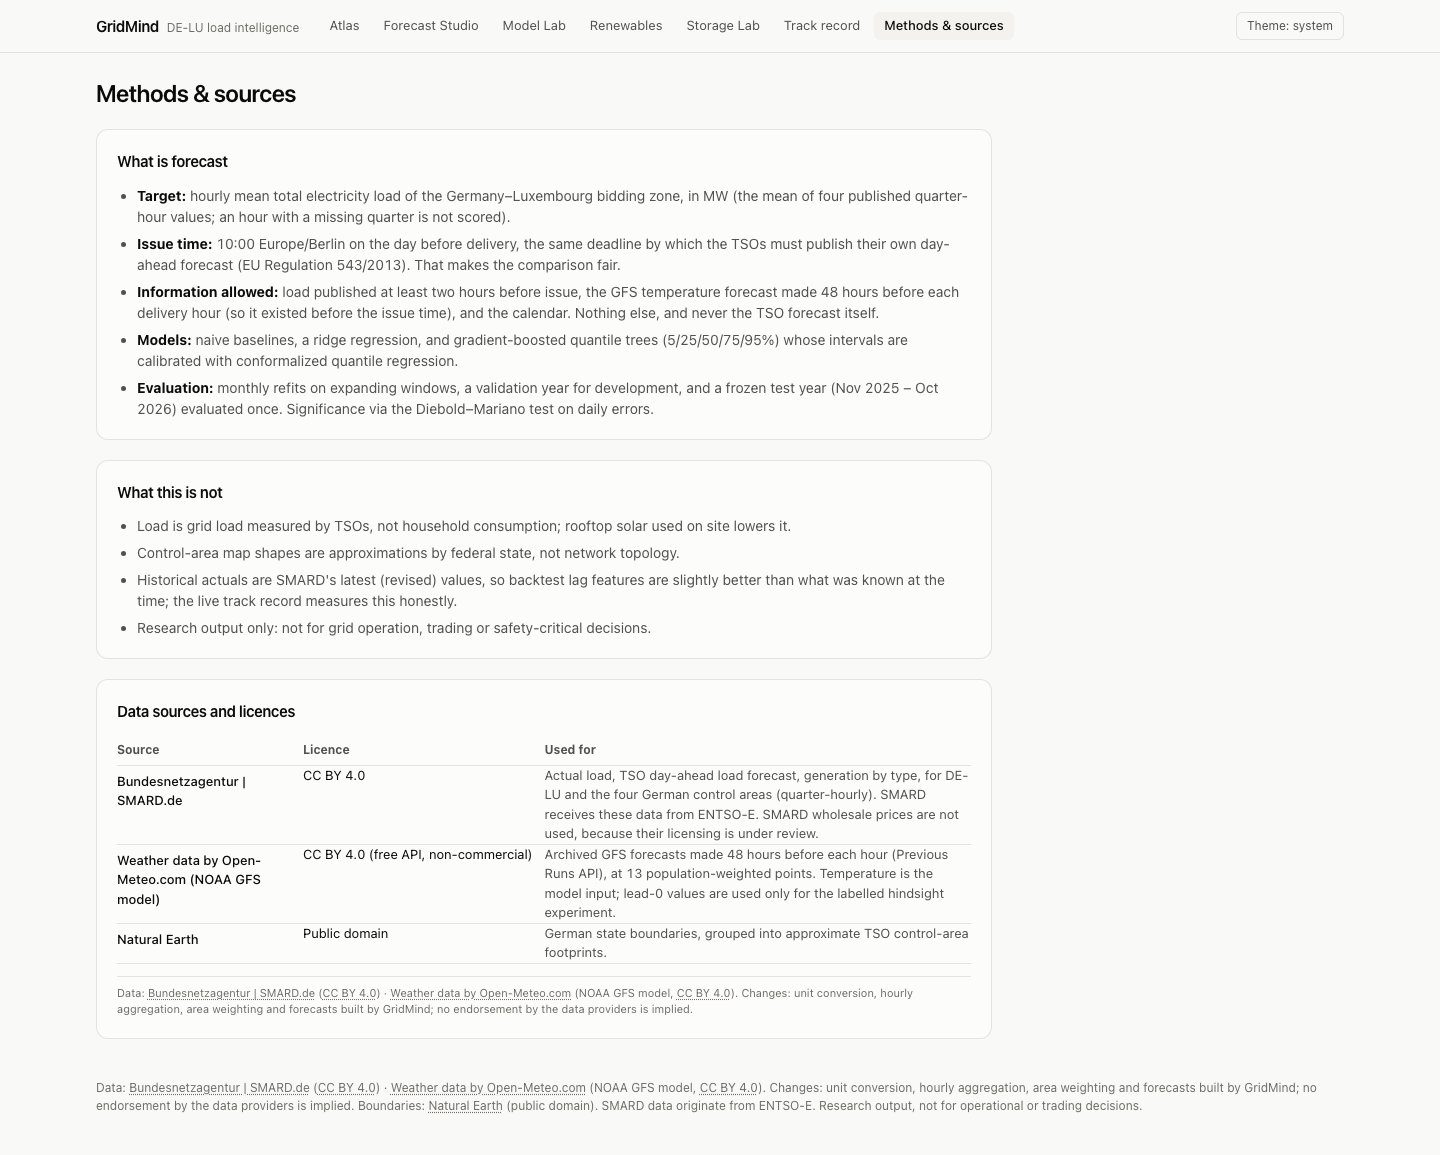 GridMind DE-LU load intelligence Atlas Forecast Studio Model Lab Renewables Storage Lab Track record Methods & sources Theme: system
Methods & sources
What is forecast
• Target: hourly mean total electricity load of the Germany–Luxembourg bidding zone, in MW (the mean of four published quarter-
hour values; an hour with a missing quarter is not scored).
• Issue time: 10:00 Europe/Berlin on the day before delivery, the same deadline by which the TSOs must publish their own day-
ahead forecast (EU Regulation 543/2013). That makes the comparison fair.
• Information allowed: load published at least two hours before issue, the GFS temperature forecast made 48 hours before each
delivery hour (so it existed before the issue time), and the calendar. Nothing else, and never the TSO forecast itself.
• Models: naive baselines, a ridge regression, and gradient-boosted quantile trees (5/25/50/75/95%) whose intervals are
calibrated with conformalized quantile regression.
• Evaluation: monthly refits on expanding windows, a validation year for development, and a frozen test year (Nov 2025 – Oct
2026) evaluated once. Significance via the Diebold–Mariano test on daily errors.
What this is not
• Load is grid load measured by TSOs, not household consumption; rooftop solar used on site lowers it.
• Control-area map shapes are approximations by federal state, not network topology.
• Historical actuals are SMARD's latest (revised) values, so backtest lag features are slightly better than what was known at the
time; the live track record measures this honestly.
• Research output only: not for grid operation, trading or safety-critical decisions.
Data sources and licences
Source Licence Used for
Bundesnetzagentur |
SMARD.de
CC BY 4.0
Actual load, TSO day-ahead load forecast, generation by type, for DE-
LU and the four German control areas (quarter-hourly). SMARD
receives these data from ENTSO-E. SMARD wholesale prices are not
used, because their licensing is under review.
Weather data by Open-
Meteo.com (NOAA GFS
model)
CC BY 4.0 (free API, non-commercial)
Archived GFS forecasts made 48 hours before each hour (Previous
Runs API), at 13 population-weighted points. Temperature is the
model input; lead-0 values are used only for the labelled hindsight
experiment.
Natural Earth
Public domain
German state boundaries, grouped into approximate TSO control-area
footprints.
Data: Bundesnetzagentur | SMARD.de (CC BY 4.0) · Weather data by Open-Meteo.com (NOAA GFS model, CC BY 4.0). Changes: unit conversion, hourly
aggregation, area weighting and forecasts built by GridMind; no endorsement by the data providers is implied.
Data: Bundesnetzagentur | SMARD.de (CC BY 4.0) · Weather data by Open-Meteo.com (NOAA GFS model, CC BY 4.0). Changes: unit conversion, hourly aggregation, area weighting and forecasts built by GridMind; no
endorsement by the data providers is implied. Boundaries: Natural Earth (public domain). SMARD data originate from ENTSO-E. Research output, not for operational or trading decisions.